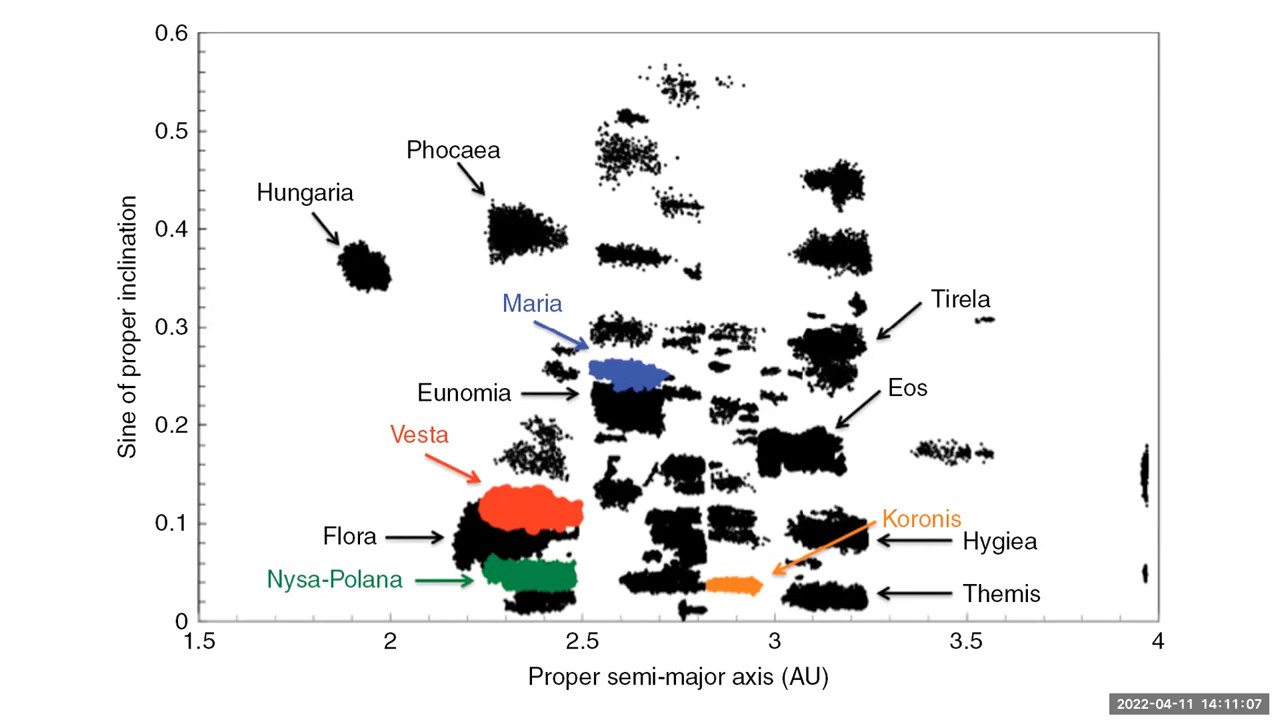 0.6
0.5
0.4
0.3
0.2
0.1
0
Sine of proper inclination
Phocaea
Hungaria
Maria
Tirela
Eunomia
Eos
Vesta
Koronis
Flora
Hygiea
Nysa-Polana
Themis
1.5 2 2.5 3 3.5 4
Proper semi-major axis (AU)
2022-04-11 14:11:07